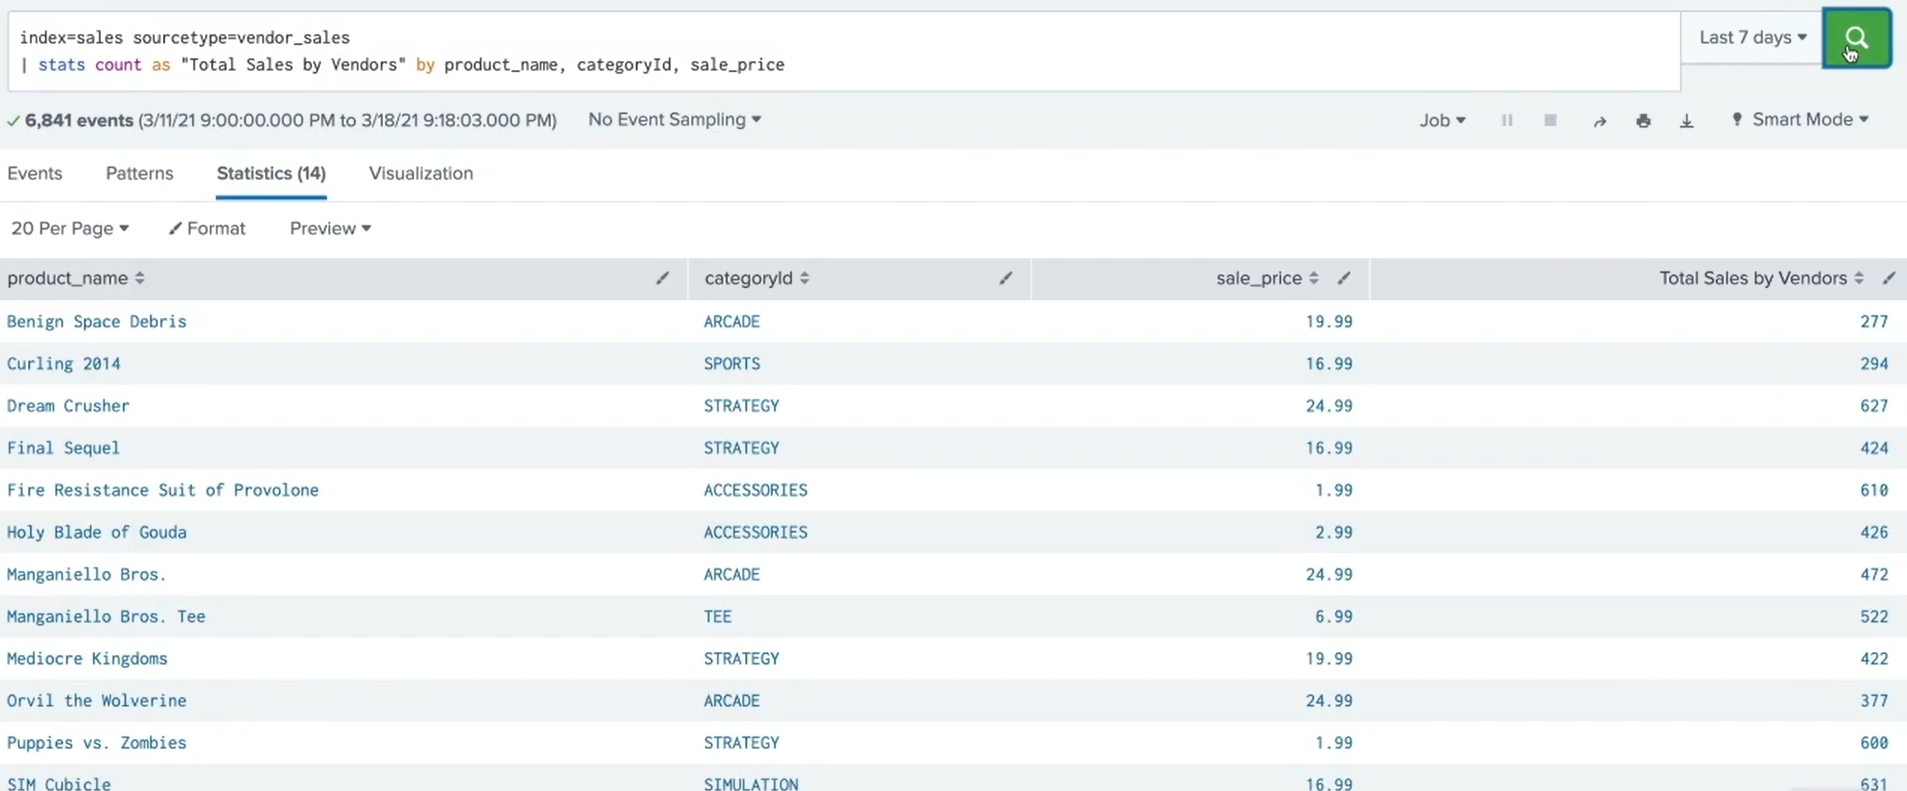 index=sales sourcetype=vendor_sales
Last 7 days
| stats count as "Total Sales by Vendors" by product_name, categoryId, sale_price
6,841 events (3/11/21 9:00:00.000 PM to 3/18/21 9:18:03.000 PM) No Event Sampling Job Smart Mode
Events Patterns Statistics (14) Visualization
20 Per Page Format Preview
product_name categoryId sale_price Total Sales by Vendors
Benign Space Debris ARCADE 19.99 277
Curling 2014 SPORTS 16.99 294
Dream Crusher STRATEGY 24.99 627
Final Sequel STRATEGY 16.99 424
Fire Resistance Suit of Provolone ACCESSORIES 1.99 610
Holy Blade of Gouda ACCESSORIES 2.99 426
Manganiello Bros. ARCADE 24.99 472
Manganiello Bros. Tee TEE 6.99 522
Mediocre Kingdoms STRATEGY 19.99 422
Orvil the Wolverine ARCADE 24.99 377
Puppies vs. Zombies STRATEGY 1.99 600
SIM Cubicle SIMULATION 16.99 631